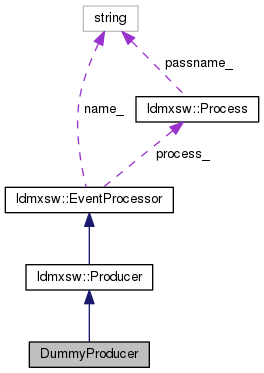 string
passname_
ldmxsw::Process
name_
process_
ldmxsw::EventProcessor
ldmxsw::Producer
DummyProducer